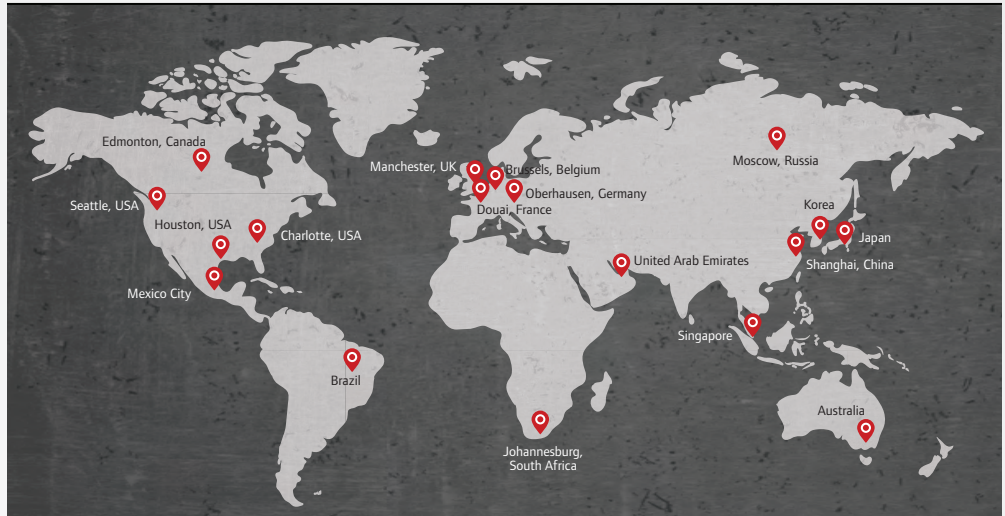 Edmonton, Canada
Manchester, UK
Brussels, Belgium
Moscow, Russia
Seattle, USA
Oberhausen, Germany
Douai, France
Houston, USA
Charlotte, USA
Korea
Japan
United Arab Emirates
Shanghai, China
Mexico City
Singapore
Brazil
Australia
Johannesburg,
South Africa